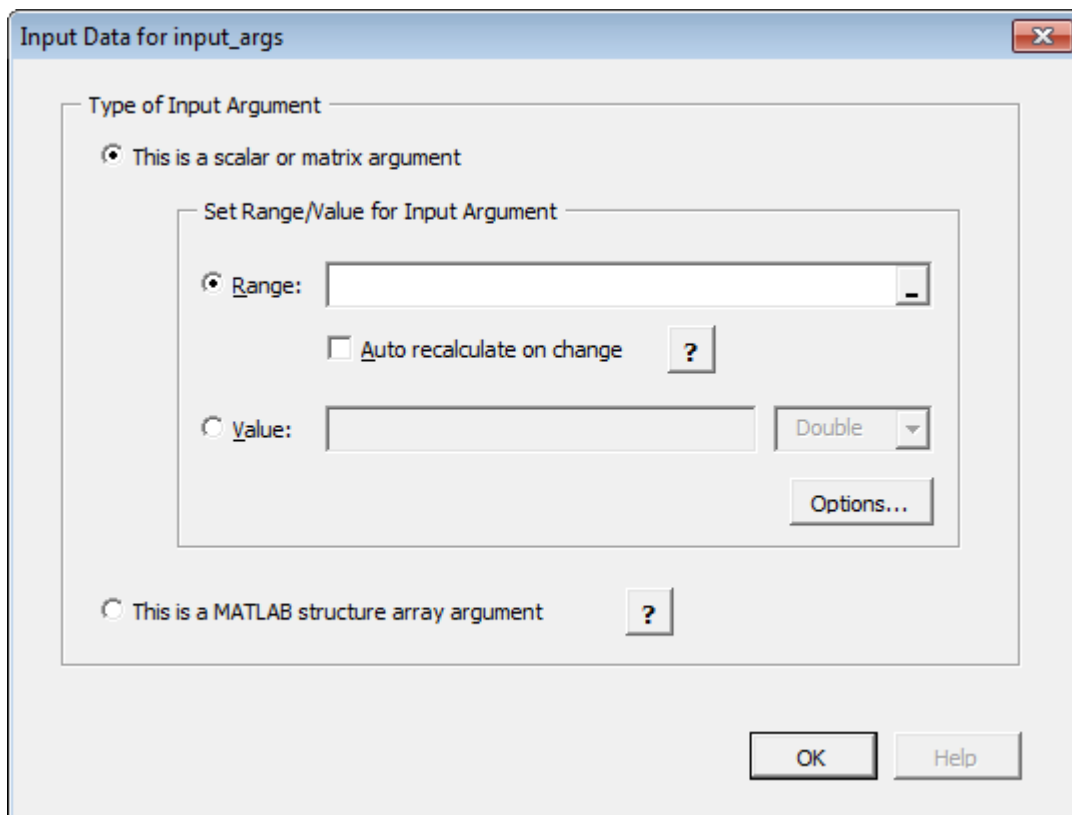 Input Data for input_args
Type of Input Argument
This is a scalar or matrix argument
Set Range/Value for Input Argument
Range:
Auto recalculate on change ?
Value: Double
Options...
This is a MATLAB structure array argument ?
OK Help